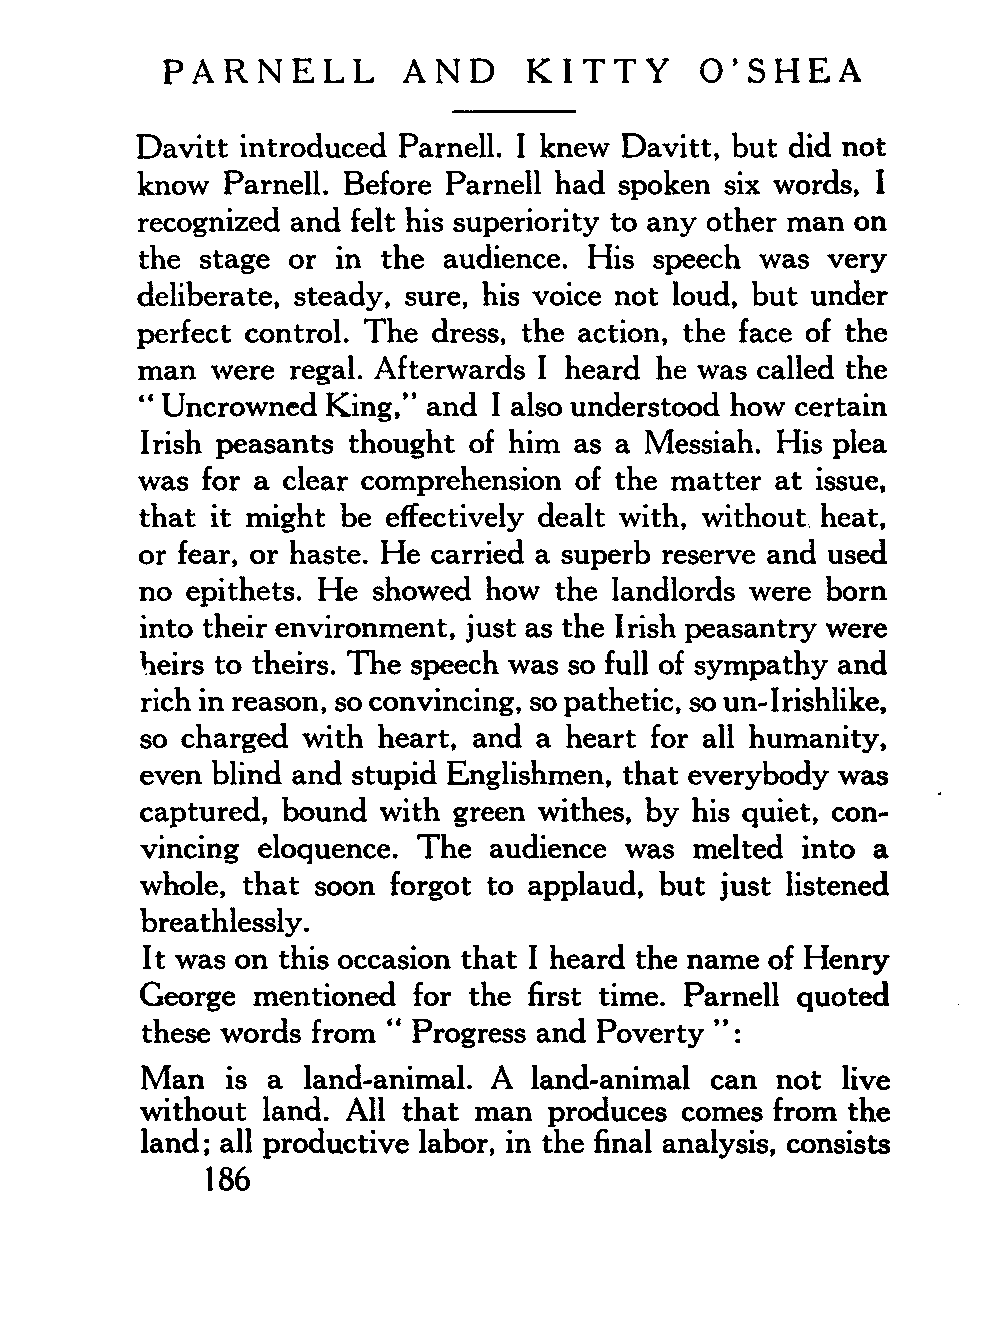 PARNELL AND KITTY O'SHEA
Davitt introduced Parnell. I knew Davitt, but did not
know Parnell. Before Parnell had spoken six words, I
recognized and felt his superiority to any other man on
the stage or in the audience. His speech was very
deliberate, steady, sure, his voice not loud, but under
perfect control. The dress, the action, the face of the
man were regal. Afterwards I heard he was called the
“ Uncrowned King,” and I also understood how certain
Irish peasants thought of him as a Messiah. His plea
was for a clear comprehension of the matter at issue,
that it might be effectively dealt with, without heat,
or fear, or haste. He carried a superb reserve and used
no epithets. He showed how the landlords were born
into their environment, just as the Irish peasantry were
heirs to theirs. The speech was so full of sympathy and
rich in reason, so convincing, so pathetic, so un-Irishlike,
so charged with heart, and a heart for all humanity,
even blind and stupid Englishmen, that everybody was
captured, bound with green withes, by his quiet, con-
vincing eloquence. The audience was melted into a
whole, that soon forgot to applaud, but just listened
breathlessly.
It was on this occasion that I heard the name of Henry
George mentioned for the first time. Parnell quoted
these words from “ Progress and Poverty ”:
Man is a land-animal. A land-animal can not live
without land. All that man produces comes from the
land; all productive labor, in the final analysis, consists
186